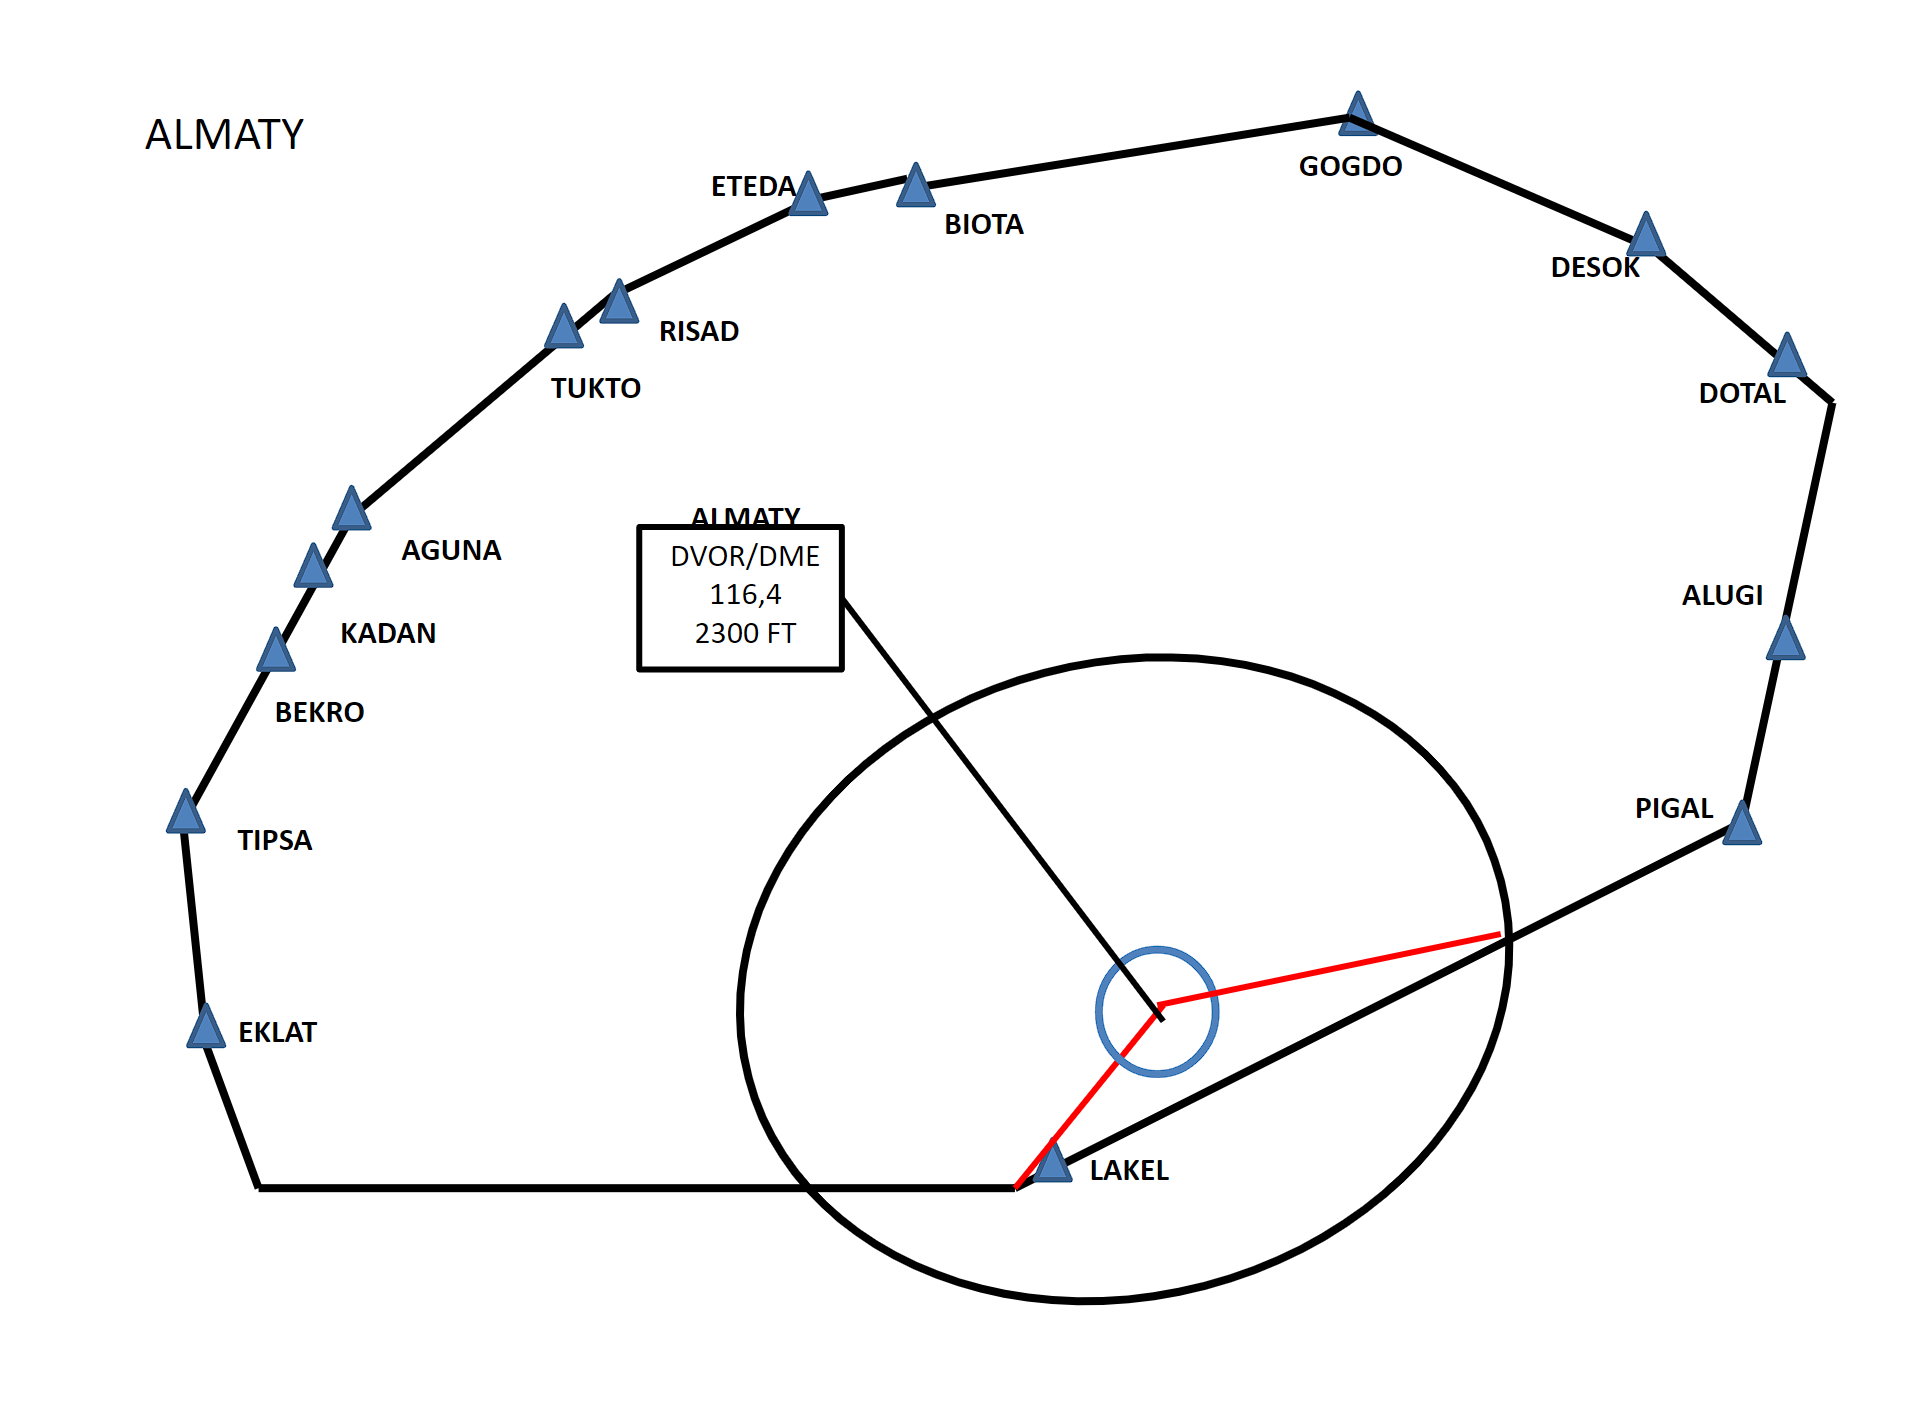 ALMATY
GOGDO
ETEDA
BIOTA
DESOK
RISAD
TUKTO
DOTAL
ALMATY
AGUNA
DVOR/DME
116,4
2300 FT
ALUGI
KADAN
BEKRO
PIGAL
TIPSA
EKLAT
LAKEL